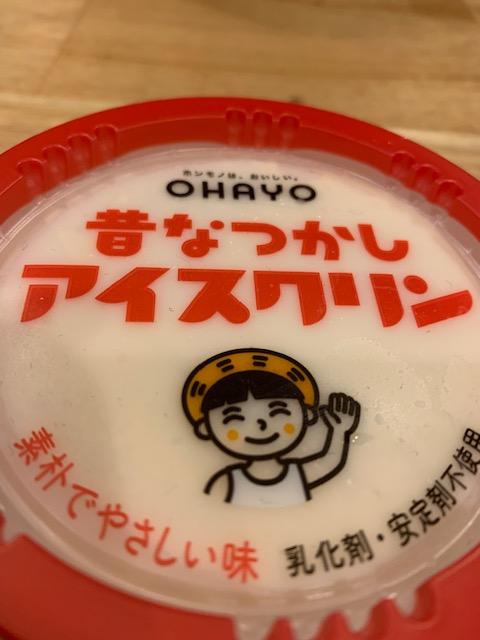 ホンモノは、おいしい。
OHAYO
昔なつかし
アイスクリン
素朴でやさしい味
乳化剤・安定剤不使用